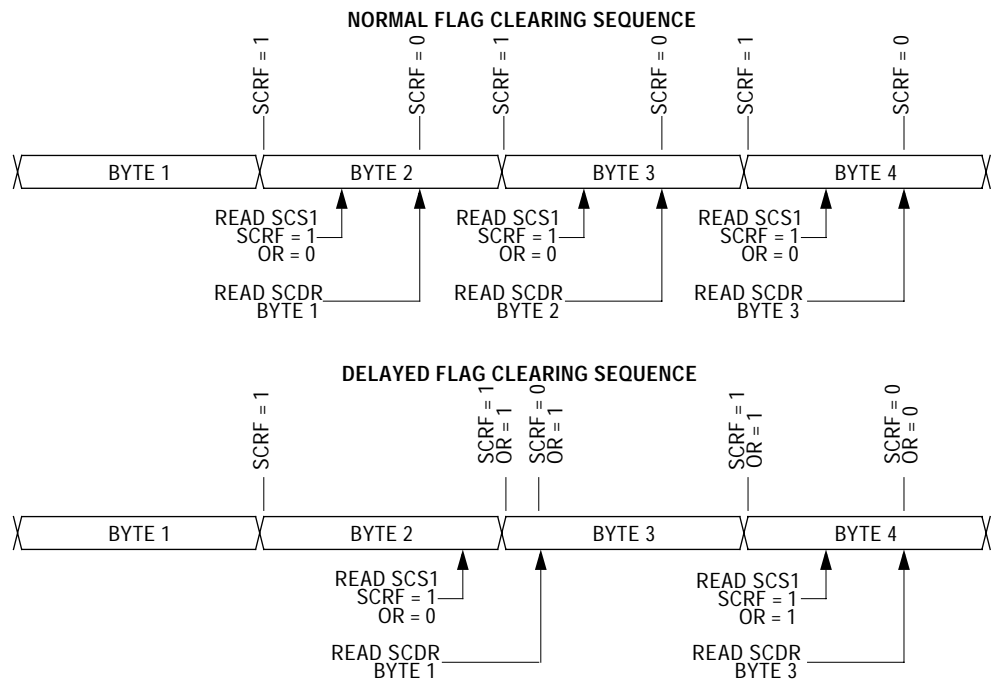 NORMAL FLAG CLEARING SEQUENCE
SCRF = 1
SCRF = 0
SCRF = 1
SCRF = 0
SCRF = 1
SCRF = 0
BYTE 1
BYTE 2
BYTE 3
BYTE 4
READ SCS1
SCRF = 1
OR = 0
READ SCS1
SCRF = 1
OR = 0
READ SCS1
SCRF = 1
OR = 0
READ SCDR
BYTE 1
READ SCDR
BYTE 2
READ SCDR
BYTE 3
DELAYED FLAG CLEARING SEQUENCE
SCRF = 1
SCRF = 1
OR = 1
SCRF = 0
OR = 1
SCRF = 1
OR = 1
SCRF = 0
OR = 0
BYTE 1
BYTE 2
BYTE 3
BYTE 4
READ SCS1
SCRF = 1
OR = 0
READ SCS1
SCRF = 1
OR = 1
READ SCDR
BYTE 1
READ SCDR
BYTE 3